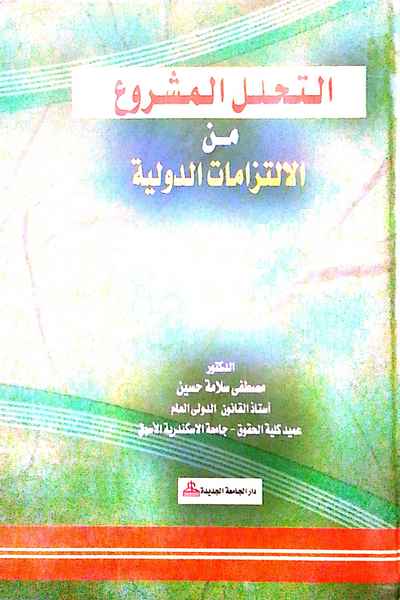 التحلل المشروع
من
الالتزامات الدولية
الدكتور
مصطفى سلامة حسين
أستاذ القانون الدولى العام
عميد كلية الحقوق - جامعة الاسكندرية الأسبق
دار الجامعة الجديدة